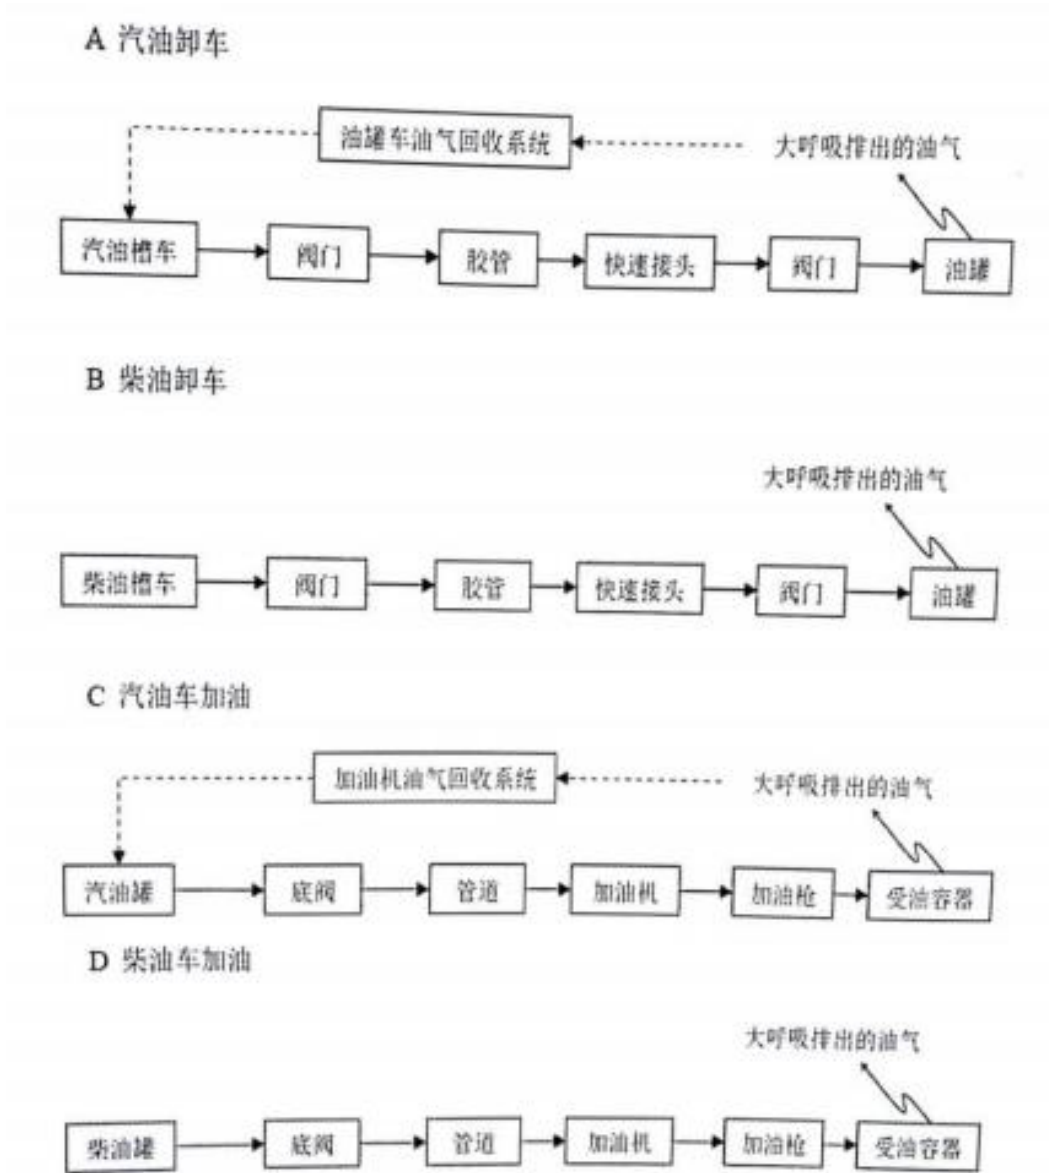 A 汽油卸车
油罐车油气回收系统
大呼吸排出的油气
汽油槽车 阀门 胶管 快速接头 阀门 油罐
B 柴油卸车
大呼吸排出的油气
柴油槽车 阀门 胶管 快速接头 阀门 油罐
C 汽油车加油
加油机油气回收系统
大呼吸排出的油气
汽油罐 底阀 管道 加油机 加油枪 受油容器
D 柴油车加油
大呼吸排出的油气
柴油罐 底阀 管道 加油机 加油枪 受油容器